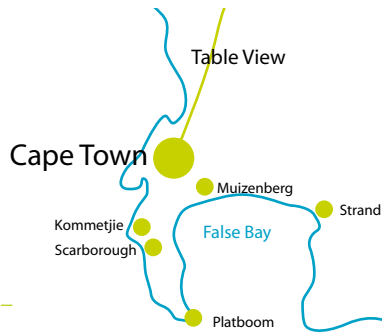 Table View
Cape Town
Muizenberg
Strand
Kommetjie
False Bay
Scarborough
Platboom